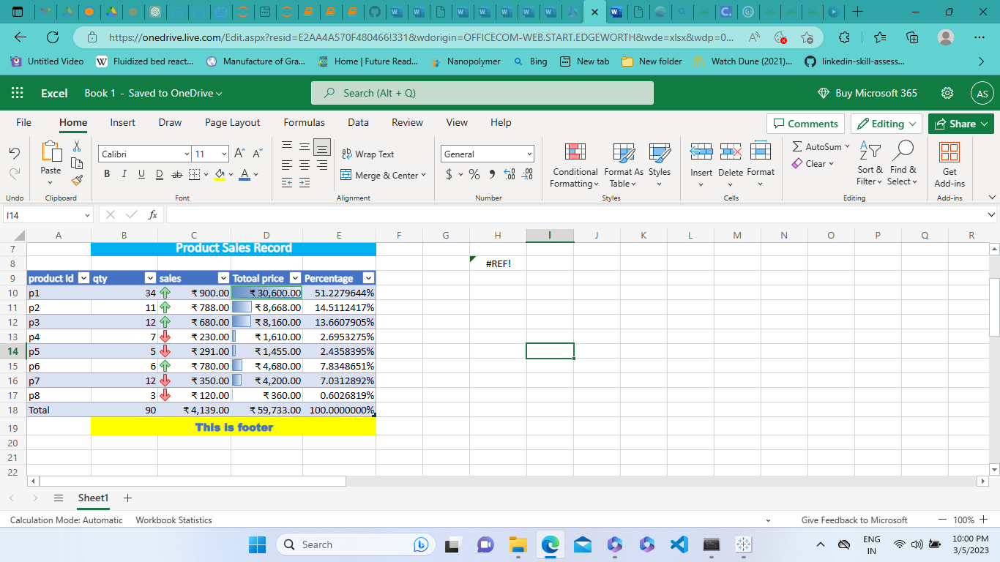 https://onedrive.live.com/Edit.aspx?resid=E2AA4A570F480466!331&wdorigin=OFFICECOM-WEB.START.EDGEWORTH&wde=xlsx&wdp=0...
Untitled Video Fluidized bed react... Manufacture of Gra... Home | Future Read... Nanopolymer Bing New tab New folder Watch Dune (2021)... linkedin-skill-assess...
Excel Book 1 - Saved to OneDrive Search (Alt + Q) Buy Microsoft 365 AS
File Home Insert Draw Page Layout Formulas Data Review View Help Comments Editing Share
Paste Calibri 11 A^ A˅ Wrap Text General Conditional Formatting Format As Table Styles Insert Delete Format AutoSum Sort & Filter Find & Select Get Add-ins
B I U D ab A Merge & Center $ % Clear
Undo Clipboard Font Alignment Number Styles Cells Editing Add-ins
I14 fx
A B C D E F G H I J K L M N O P Q R
7 Product Sales Record
8 #REF!
9 product Id qty sales Totoal price Percentage
10 p1 34 ₹ 900.00 ₹ 30,600.00 51.2279644%
11 p2 11 ₹ 788.00 ₹ 8,668.00 14.5112417%
12 p3 12 ₹ 680.00 ₹ 8,160.00 13.6607905%
13 p4 7 ₹ 230.00 ₹ 1,610.00 2.6953275%
14 p5 5 ₹ 291.00 ₹ 1,455.00 2.4358395%
15 p6 6 ₹ 780.00 ₹ 4,680.00 7.8348651%
16 p7 12 ₹ 350.00 ₹ 4,200.00 7.0312892%
17 p8 3 ₹ 120.00 ₹ 360.00 0.6026819%
18 Total 90 ₹ 4,139.00 ₹ 59,733.00 100.0000000%
19 This is footer
20
21
22
Sheet1
Calculation Mode: Automatic Workbook Statistics Give Feedback to Microsoft 100%
Search ENG IN 10:00 PM 3/5/2023